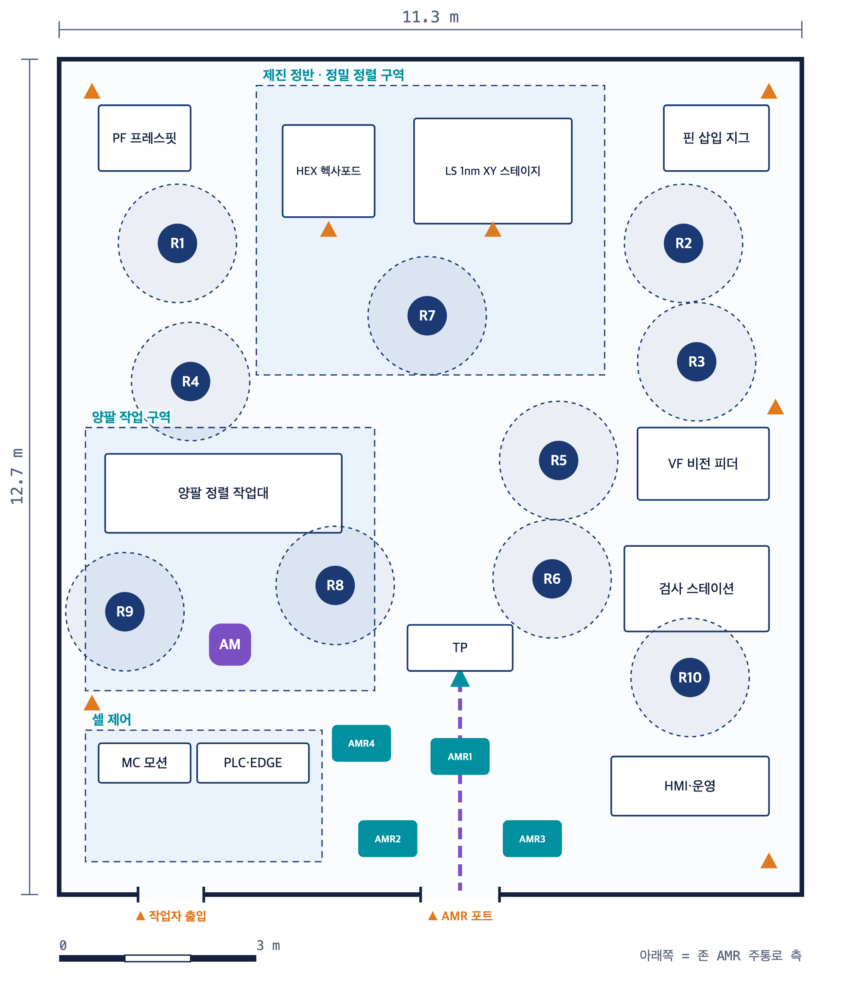 11.3 m
12.7 m
제진 정반 · 정밀 정렬 구역
PF 프레스핏
HEX 헥사포드
LS 1nm XY 스테이지
핀 삽입 지그
R1
R2
R7
R3
R4
양팔 작업 구역
R5
VF 비전 피더
양팔 정렬 작업대
R6
R8
검사 스테이션
R9
AM
TP
R10
셀 제어
MC 모션
PLC·EDGE
AMR4
AMR1
HMI·운영
AMR2
AMR3
▲ 작업자 출입
▲ AMR 포트
0
3 m
아래쪽 = 존 AMR 주통로 측